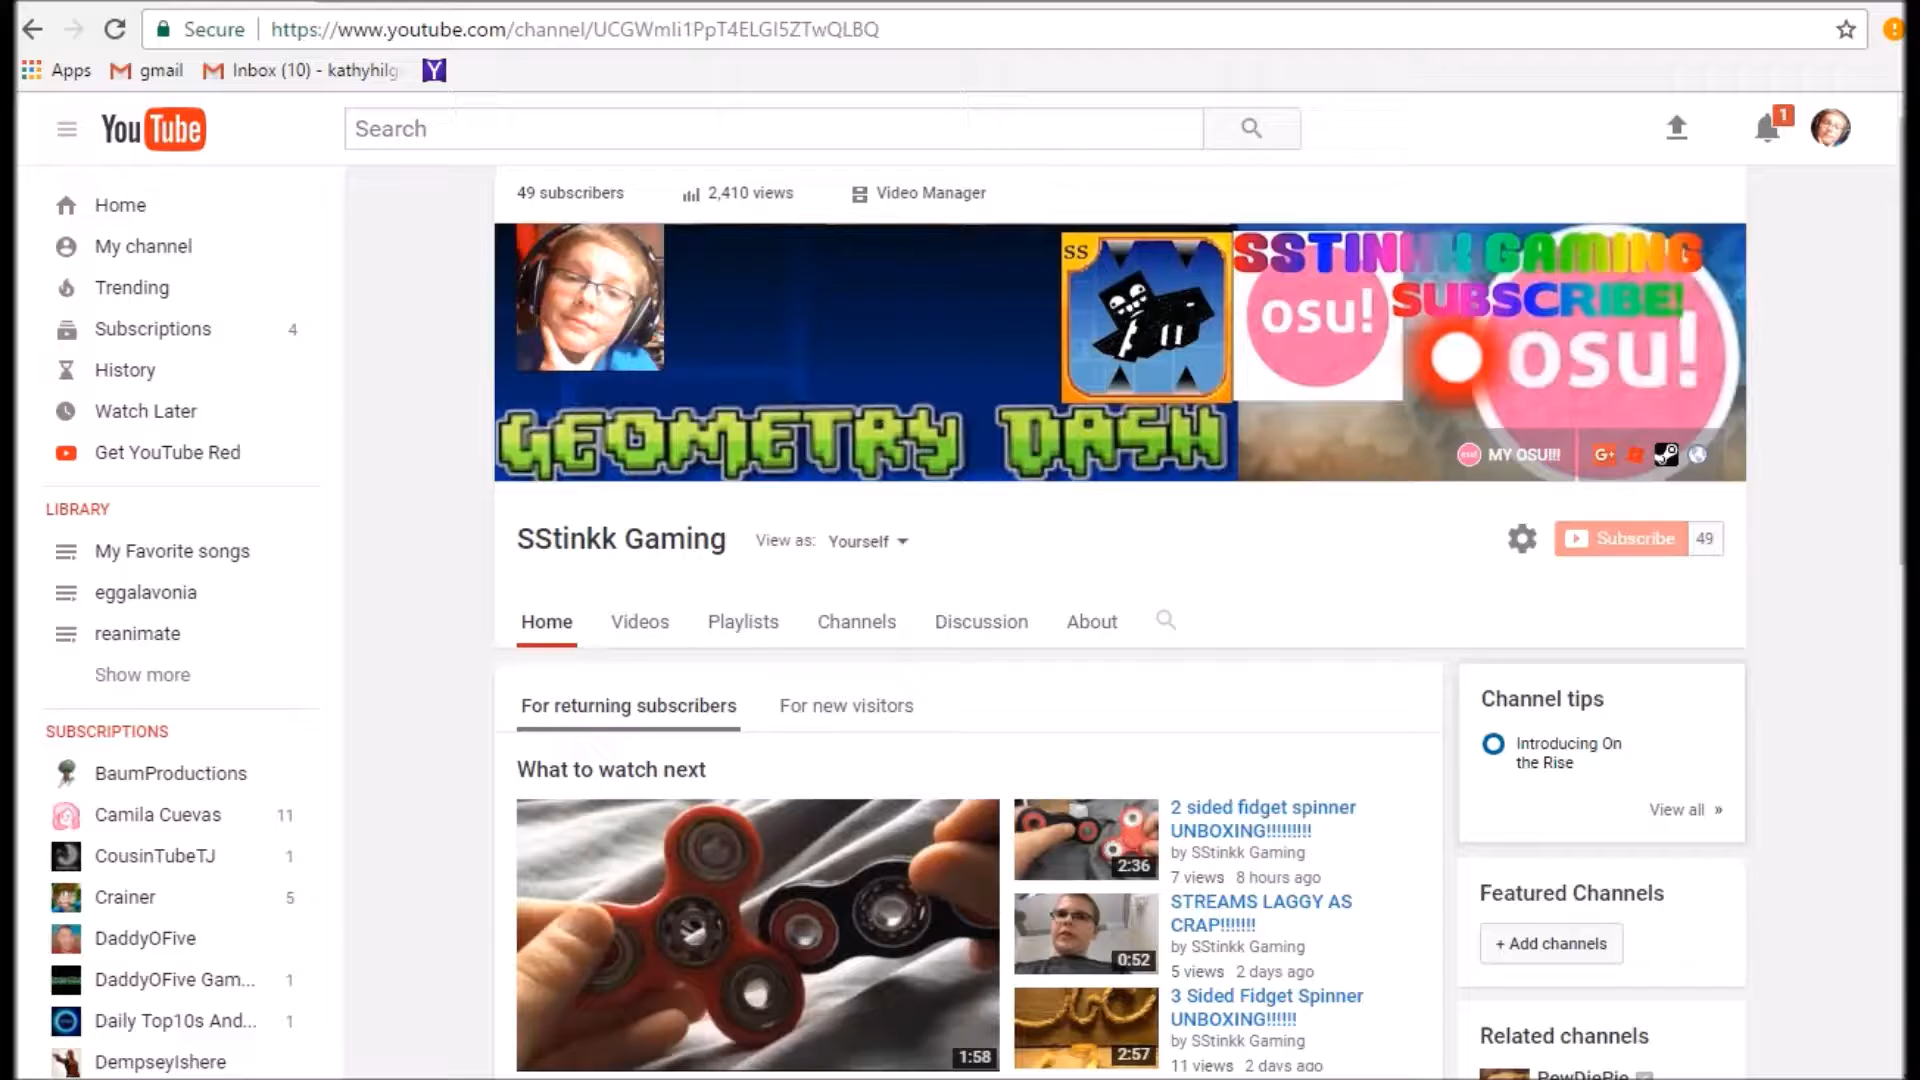 Secure https://www.youtube.com/channel/UCGWmli1PpT4ELGI5ZTwQLBQ
Apps gmail Inbox (10) - kathyhilg
YouTube
Search
1
Home
My channel
Trending
Subscriptions 4
History
Watch Later
Get YouTube Red
LIBRARY
My Favorite songs
eggalavonia
reanimate
Show more
SUBSCRIPTIONS
BaumProductions
Camila Cuevas 11
CousinTubeTJ 1
Crainer 5
DaddyOFive
DaddyOFive Gam... 1
Daily Top10s And... 1
DempseyIshere
49 subscribers 2,410 views Video Manager
SS
SSTINKK GAMING
SUBSCRIBE!
osu!
osu!
GEOMETRY DASH
MY OSU!!! G+
SStinkk Gaming View as: Yourself
Subscribe 49
Home Videos Playlists Channels Discussion About
For returning subscribers For new visitors
What to watch next
1:58
2:36
2 sided fidget spinner
UNBOXING!!!!!!!!!
by SStinkk Gaming
7 views 8 hours ago
0:52
STREAMS LAGGY AS
CRAP!!!!!!!
by SStinkk Gaming
5 views 2 days ago
2:57
3 Sided Fidget Spinner
UNBOXING!!!!!!
by SStinkk Gaming
11 views 2 days ago
Channel tips
Introducing On
the Rise
View all »
Featured Channels
+ Add channels
Related channels
PewDiePie